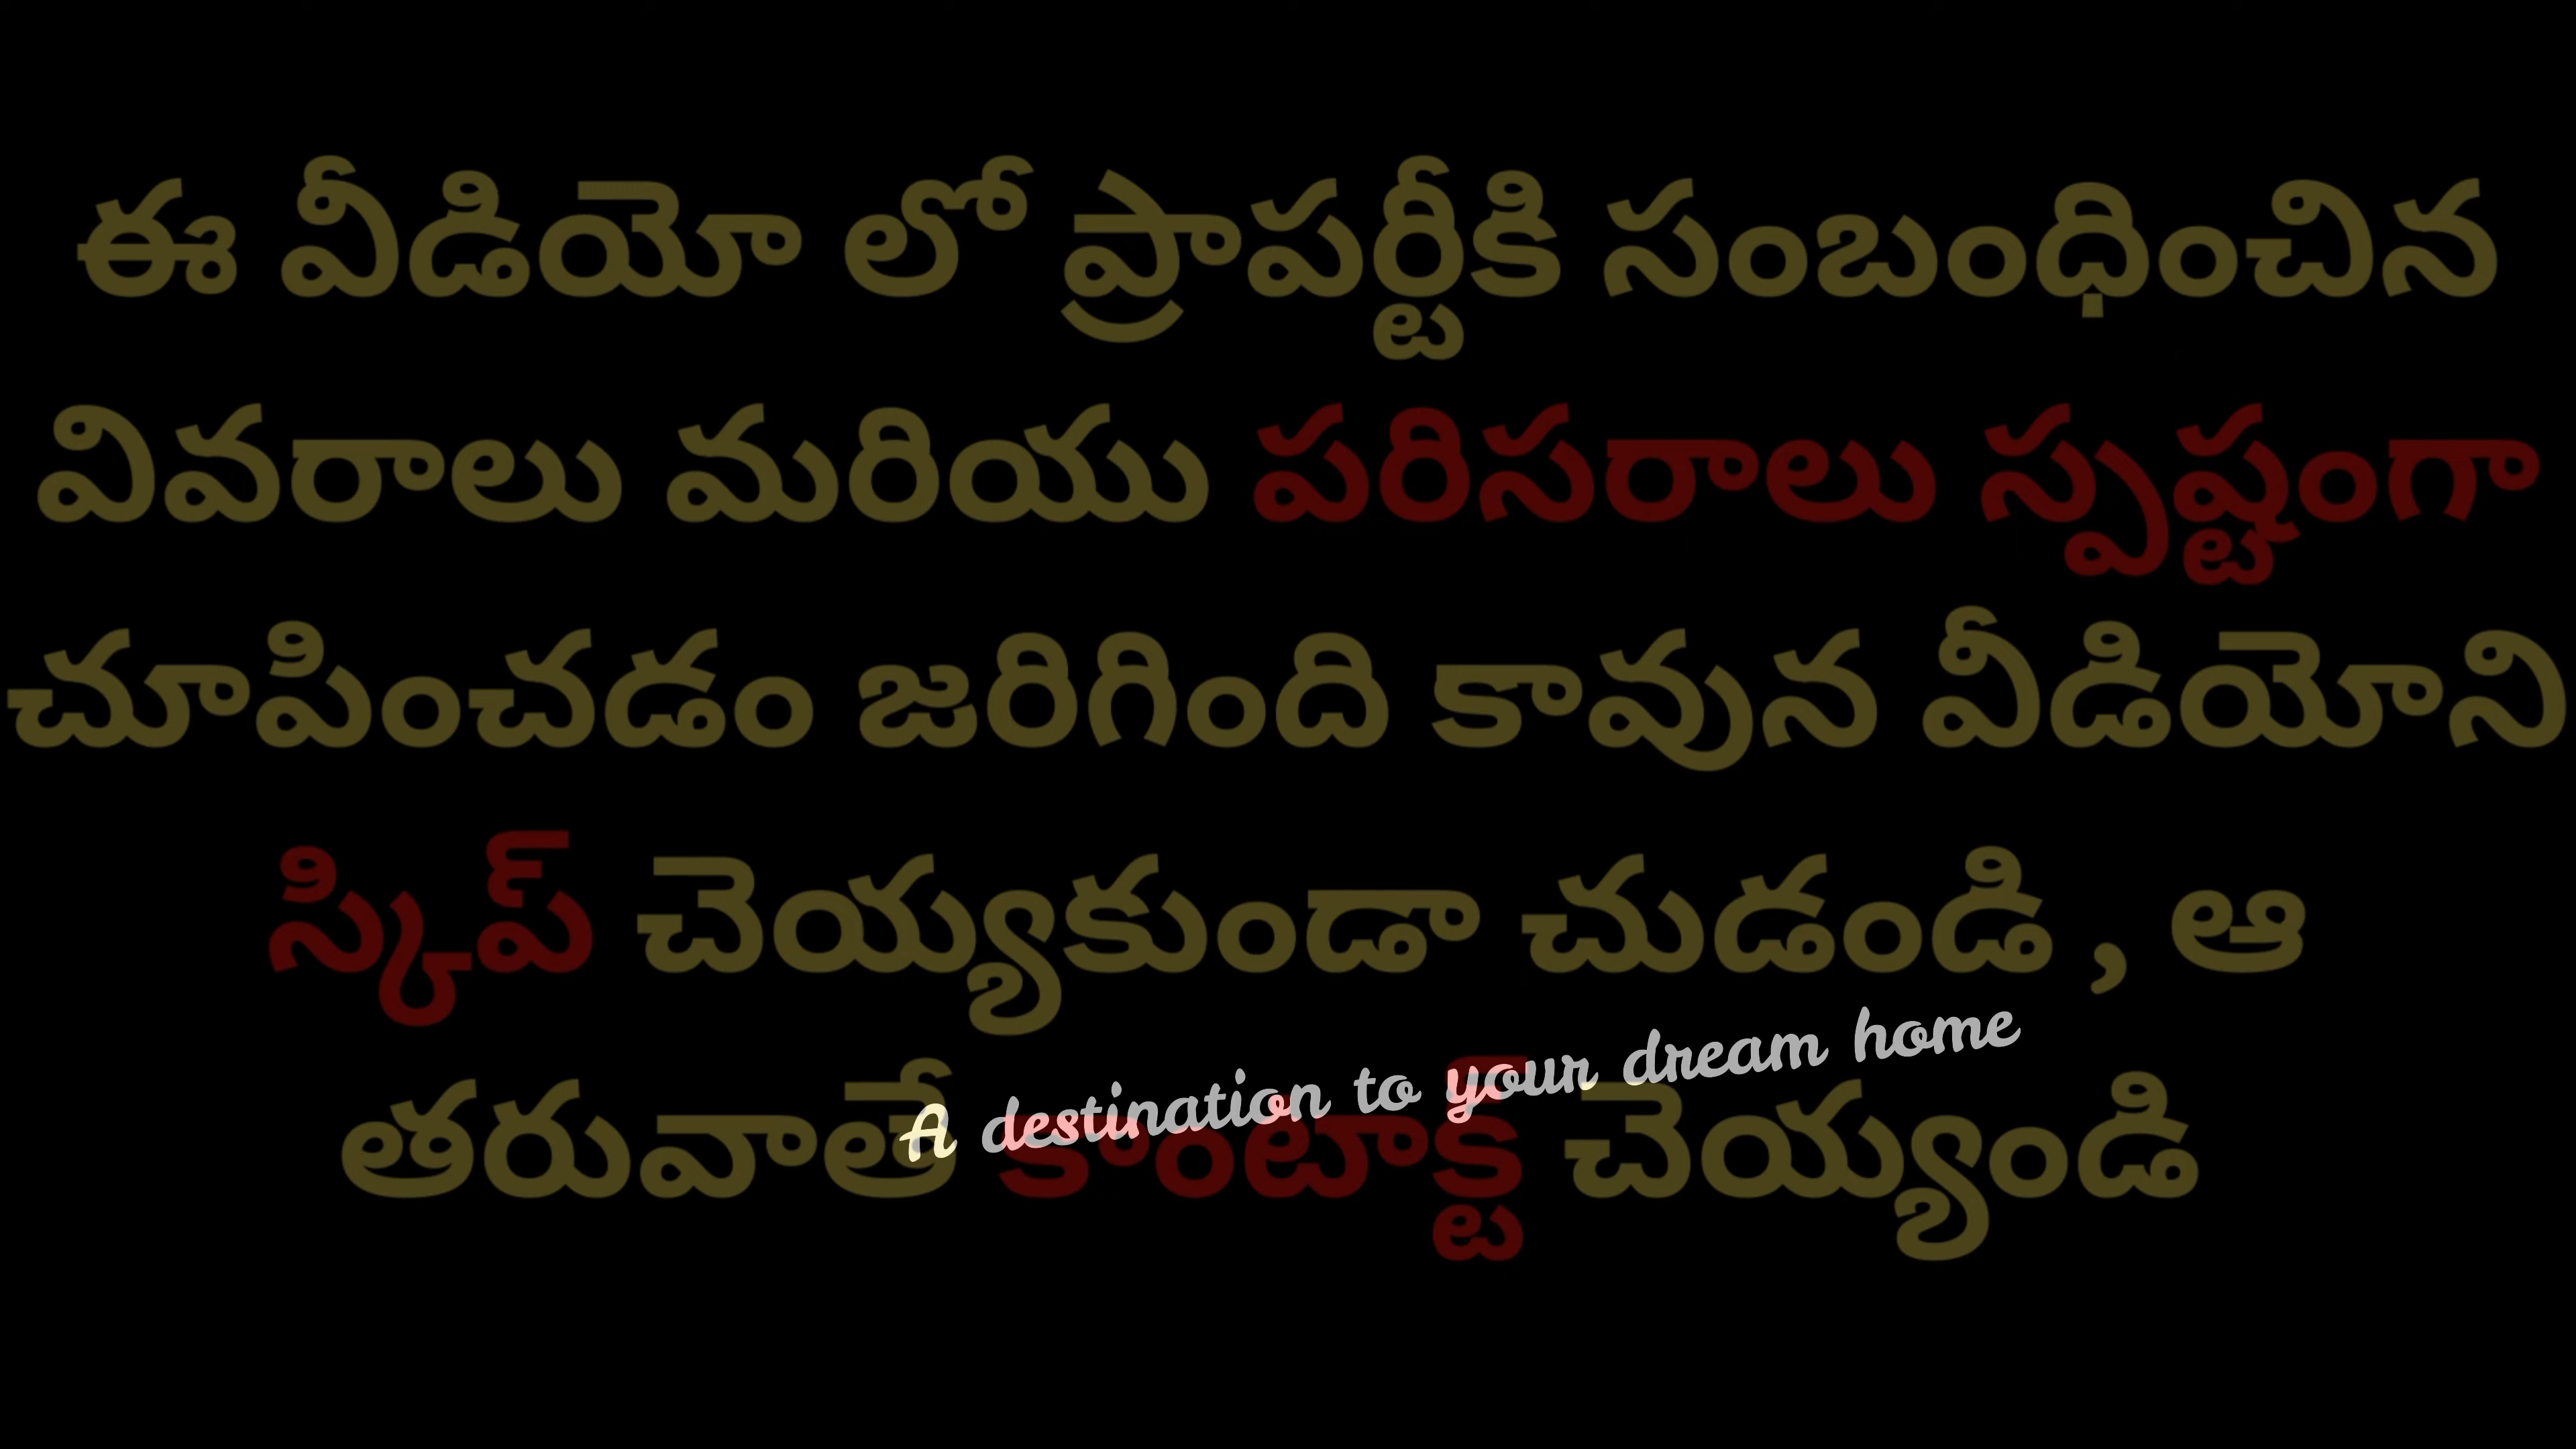 ఈ వీడియో లో ప్రాపర్టీకి సంబంధించిన
వివరాలు మరియు పరిసరాలు స్పష్టంగా
చూపించడం జరిగింది కావున వీడియోని
స్కిప్ చెయ్యకుండా చుడండి , ఆ
తరువాతే కాంటాక్ట్ చెయ్యండి
A destination to your dream home